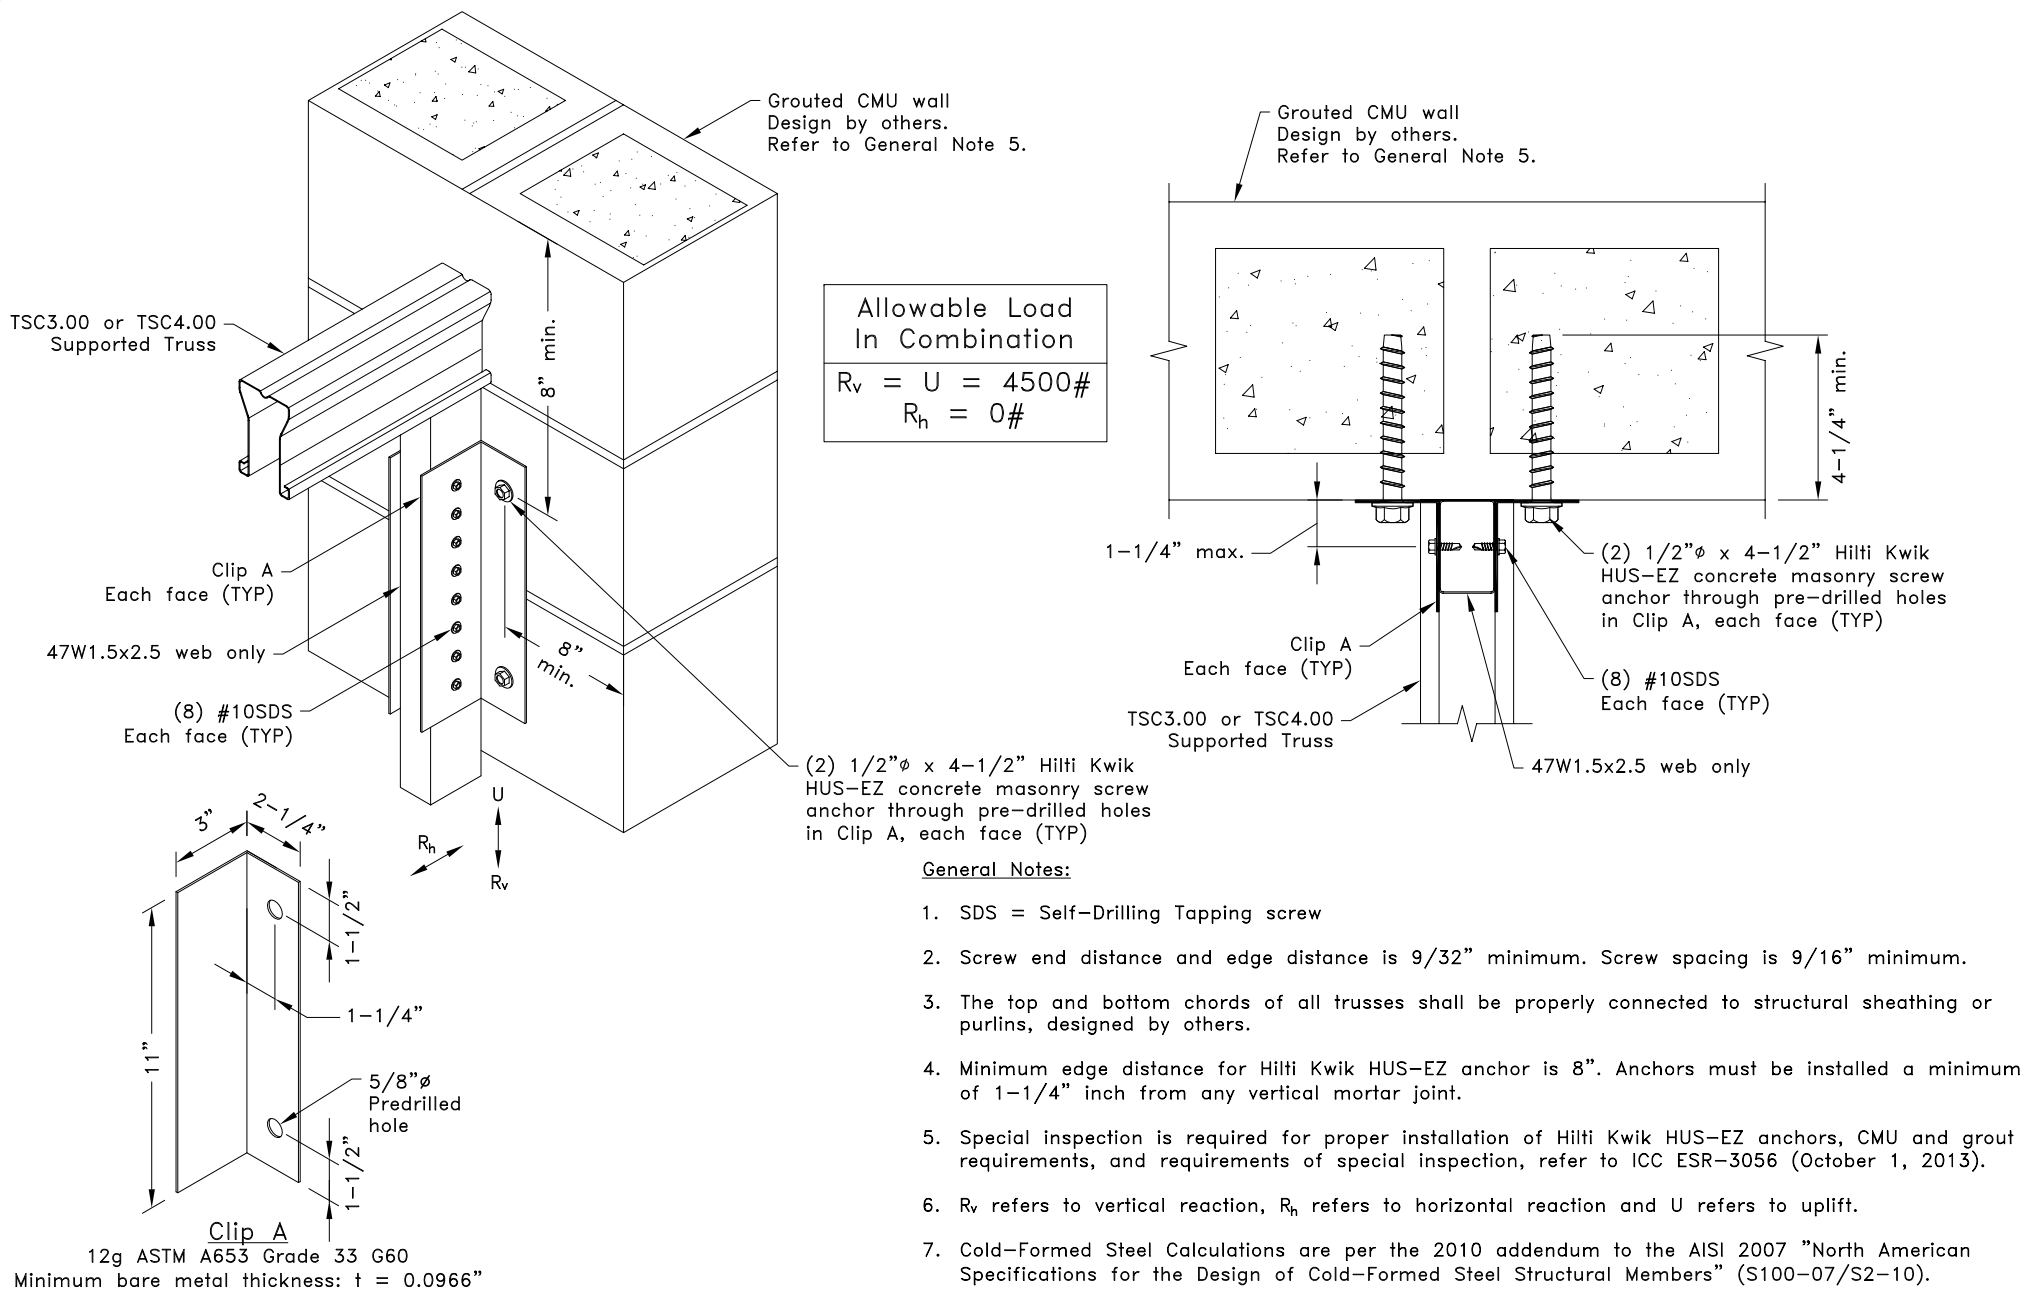 Grouted CMU wall
Design by others.
Refer to General Note 5.
Grouted CMU wall
Design by others.
Refer to General Note 5.
TSC3.00 or TSC4.00
Supported Truss
8" min.
Allowable Load
In Combination
Rv = U = 4500#
Rh = 0#
4-1/4" min.
1-1/4" max.
Clip A
Each face (TYP)
47W1.5x2.5 web only
(8) #10SDS
Each face (TYP)
8"
min.
(2) 1/2"ø x 4-1/2" Hilti Kwik
HUS-EZ concrete masonry screw
anchor through pre-drilled holes
in Clip A, each face (TYP)
Clip A
Each face (TYP)
(8) #10SDS
Each face (TYP)
TSC3.00 or TSC4.00
Supported Truss
47W1.5x2.5 web only
(2) 1/2"ø x 4-1/2" Hilti Kwik
HUS-EZ concrete masonry screw
anchor through pre-drilled holes
in Clip A, each face (TYP)
U
Rh
Rv
3"
2-1/4"
1-1/2"
1-1/4"
11"
5/8"ø
Predrilled
hole
1-1/2"
Clip A
12g ASTM A653 Grade 33 G60
Minimum bare metal thickness: t = 0.0966"
General Notes:
1. SDS = Self-Drilling Tapping screw
2. Screw end distance and edge distance is 9/32" minimum. Screw spacing is 9/16" minimum.
3. The top and bottom chords of all trusses shall be properly connected to structural sheathing or
purlins, designed by others.
4. Minimum edge distance for Hilti Kwik HUS-EZ anchor is 8". Anchors must be installed a minimum
of 1-1/4" inch from any vertical mortar joint.
5. Special inspection is required for proper installation of Hilti Kwik HUS-EZ anchors, CMU and grout
requirements, and requirements of special inspection, refer to ICC ESR-3056 (October 1, 2013).
6. Rv refers to vertical reaction, Rh refers to horizontal reaction and U refers to uplift.
7. Cold-Formed Steel Calculations are per the 2010 addendum to the AISI 2007 "North American
Specifications for the Design of Cold-Formed Steel Structural Members" (S100-07/S2-10).